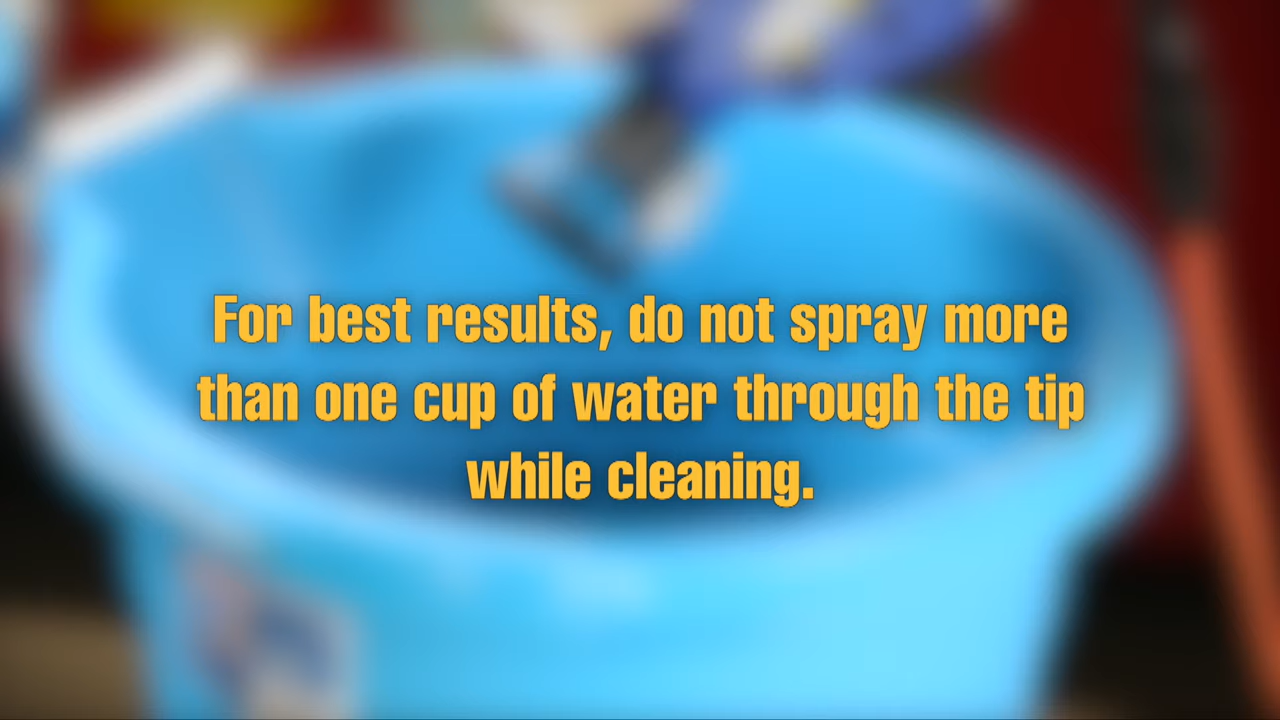 For best results, do not spray more
than one cup of water through the tip
while cleaning.